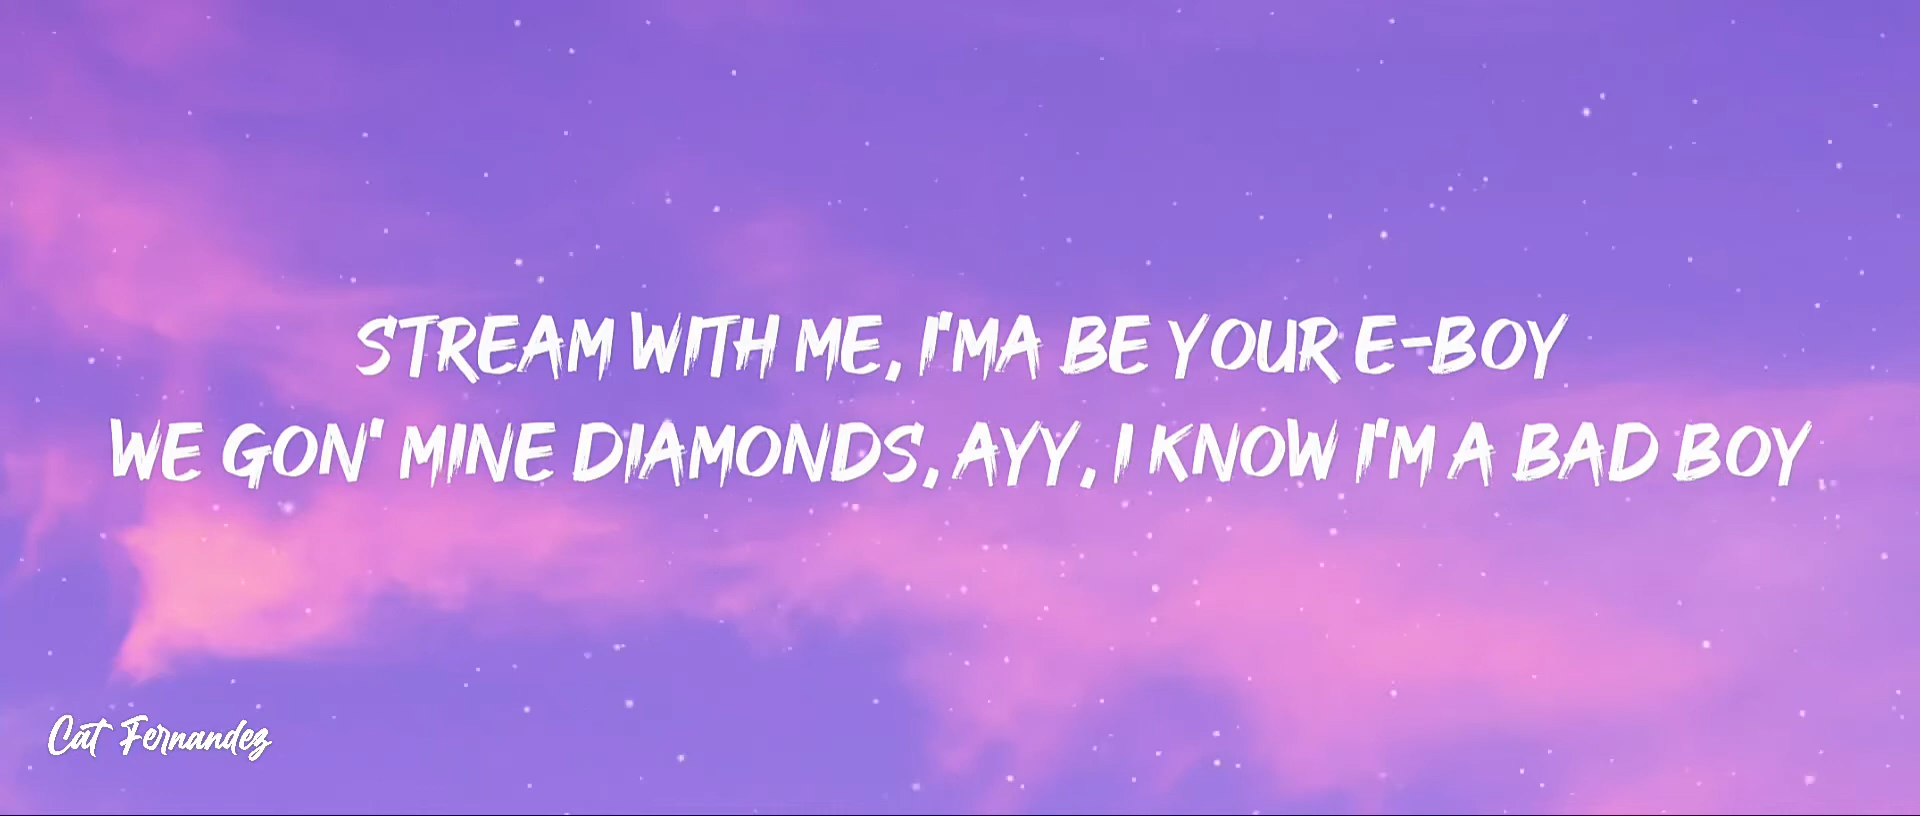 STREAM WITH ME, I'MA BE YOUR E-BOY
WE GON' MINE DIAMONDS, AYY, I KNOW I'M A BAD BOY
Cat Fernandez